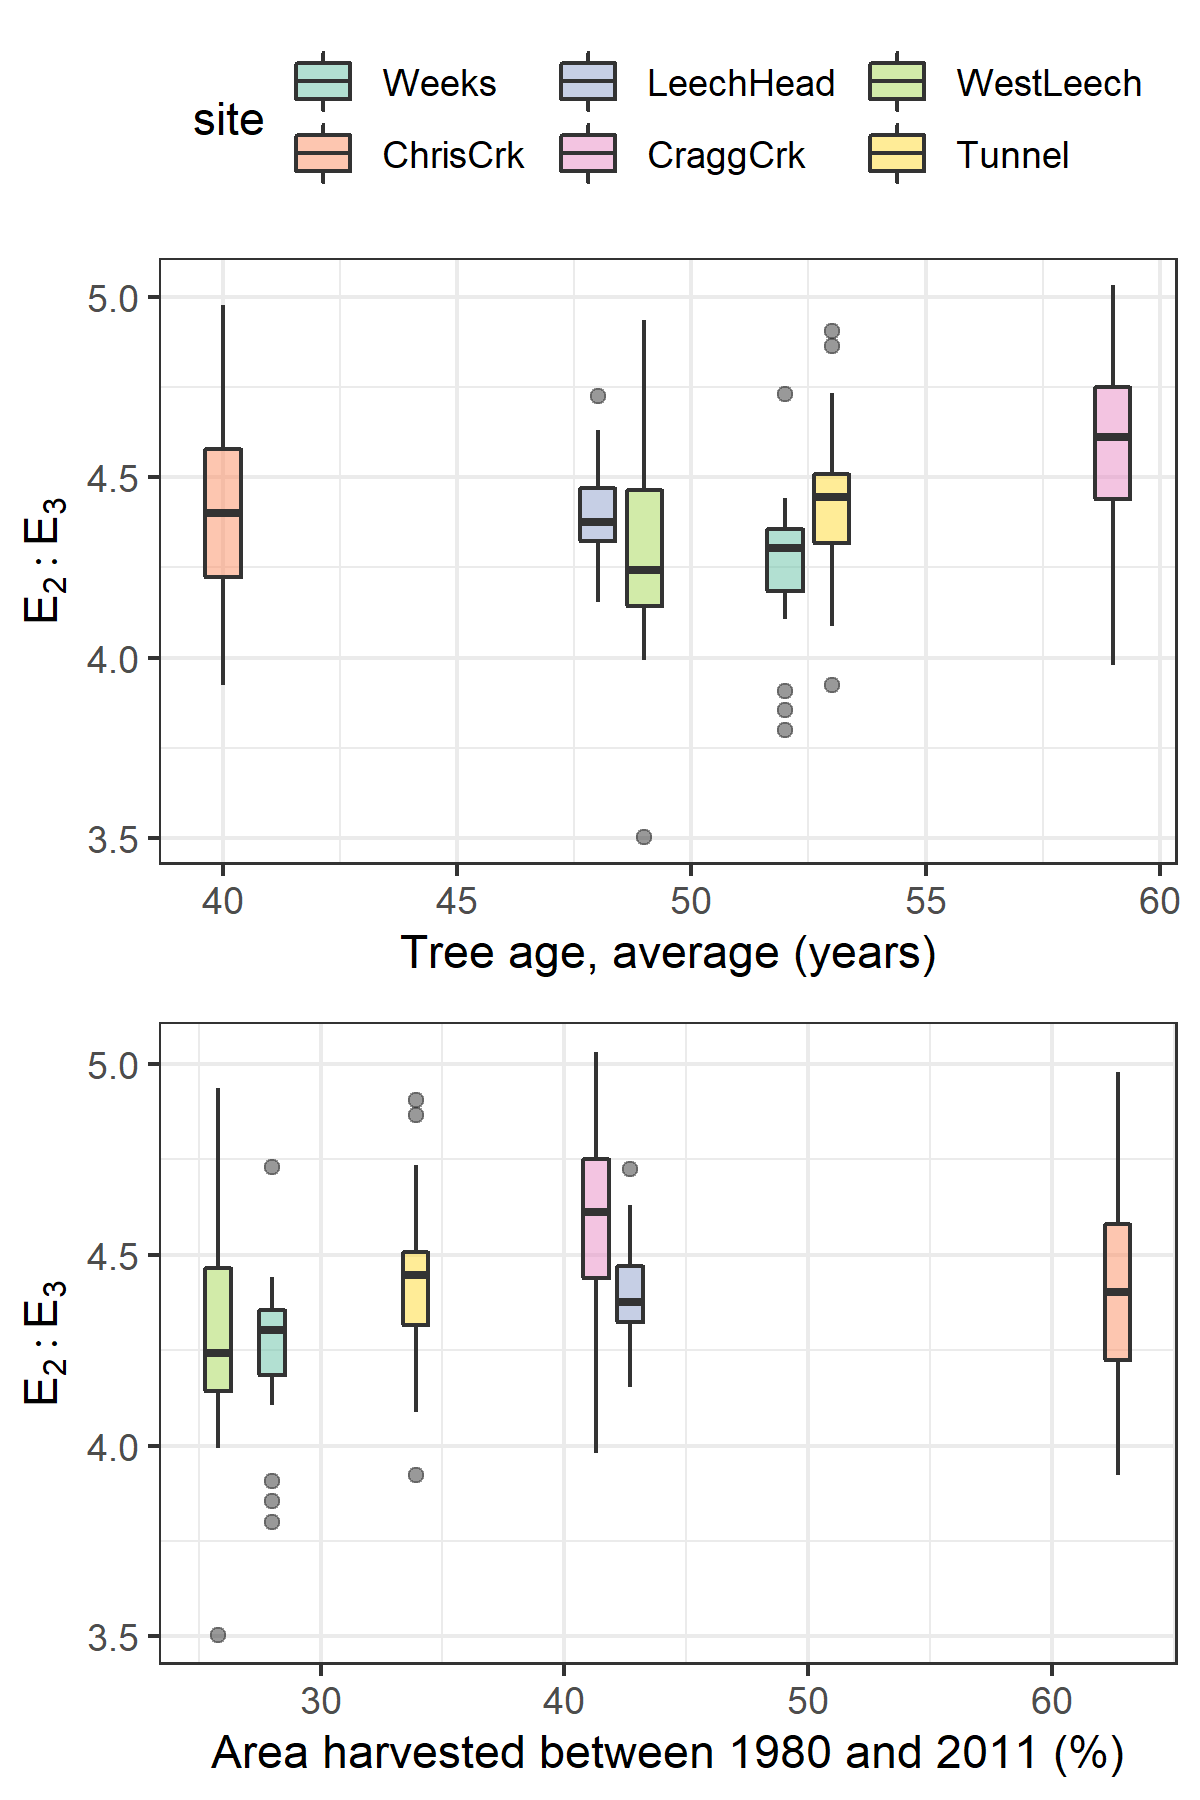 site
Weeks LeechHead WestLeech
ChrisCrk CraggCrk Tunnel
5.0
4.5
4.0
3.5
E₂:E₃
40 45 50 55 60
Tree age, average (years)
5.0
4.5
4.0
3.5
E₂:E₃
30 40 50 60
Area harvested between 1980 and 2011 (%)